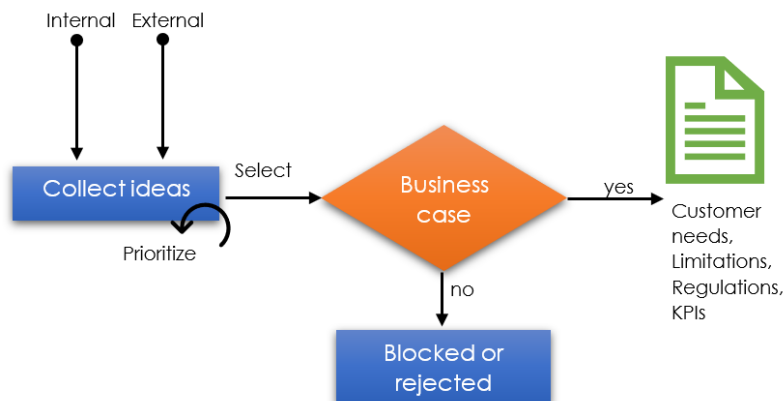 Internal
External
Collect ideas
Select
Prioritize
Business
case
yes
no
Customer
needs,
Limitations,
Regulations,
KPIs
Blocked or
rejected